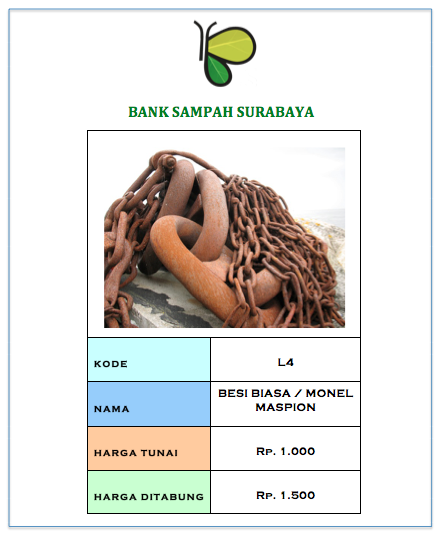 BANK SAMPAH SURABAYA
KODE L4
NAMA BESI BIASA / MONEL
MASPION
HARGA TUNAI Rp. 1.000
HARGA DITABUNG Rp. 1.500